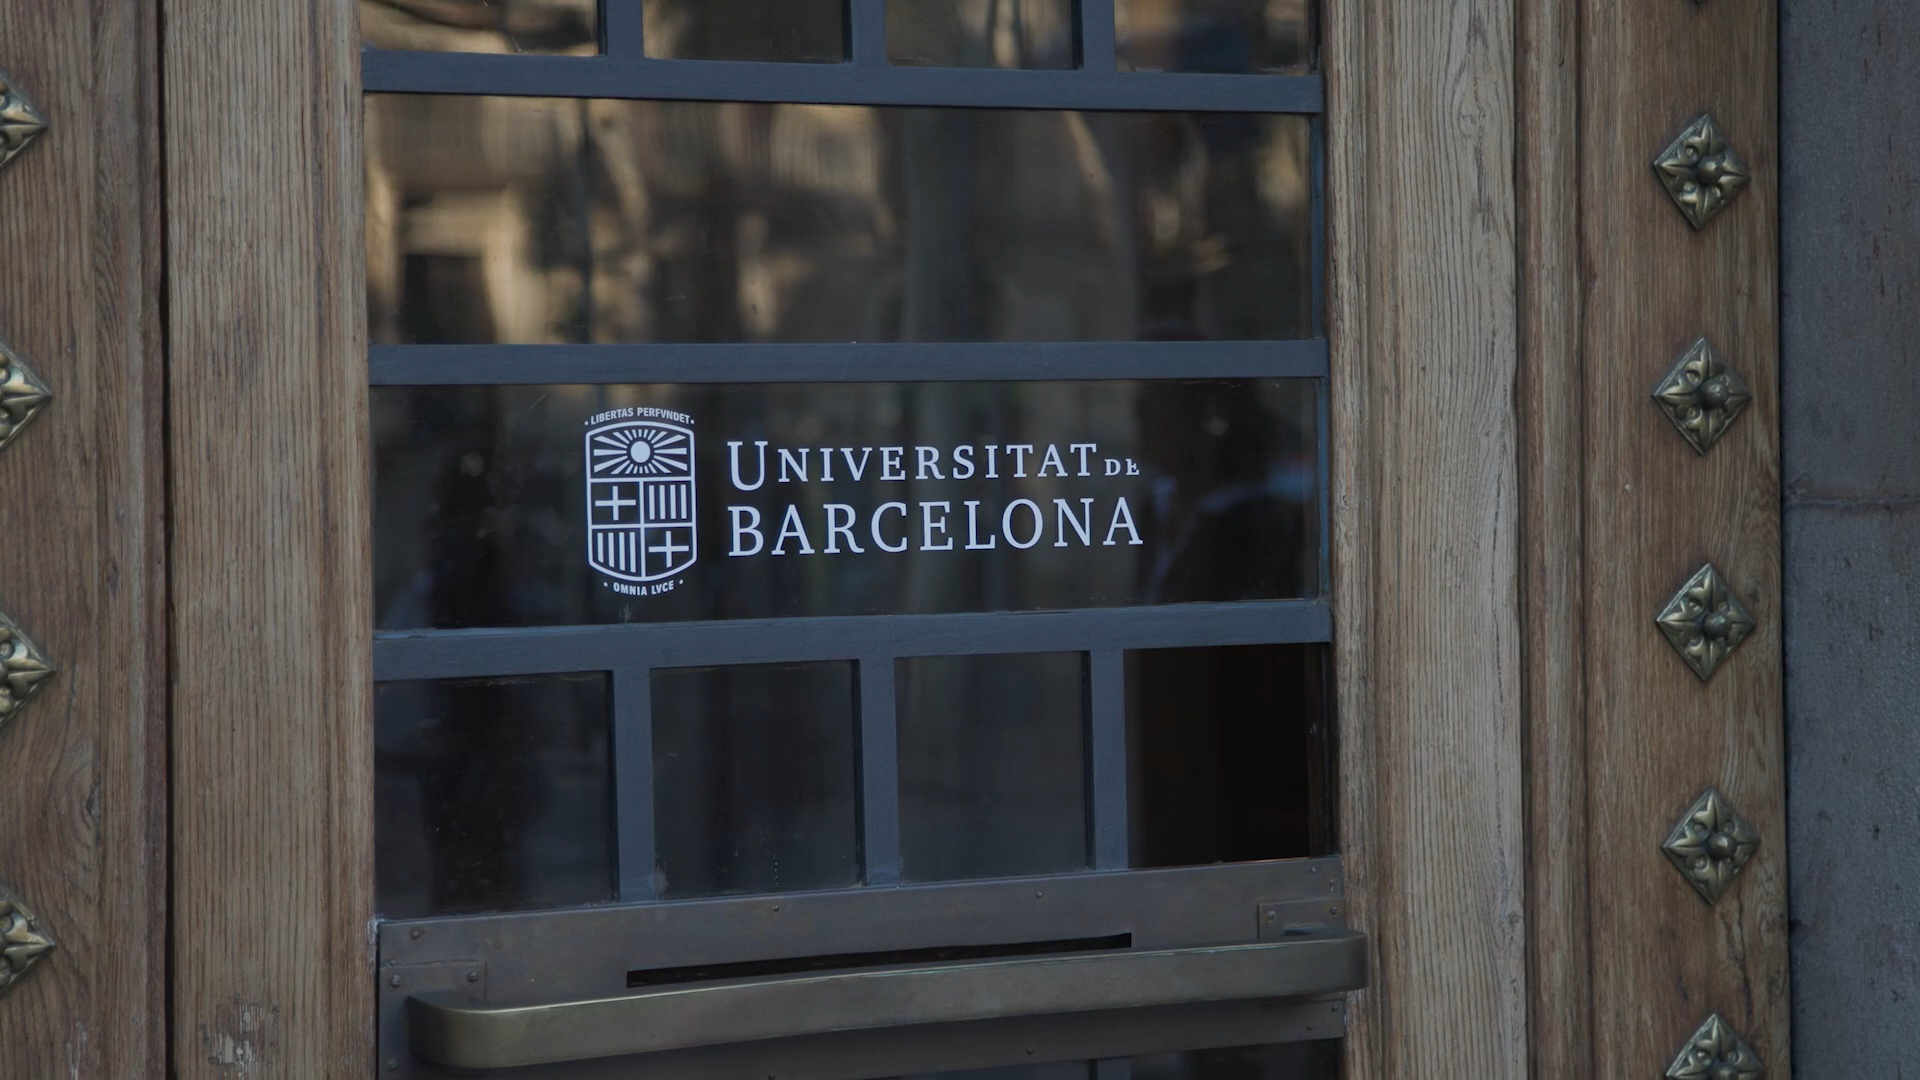 · LIBERTAS PERFVNDET ·
UNIVERSITAT DE
BARCELONA
· OMNIA LVCE ·